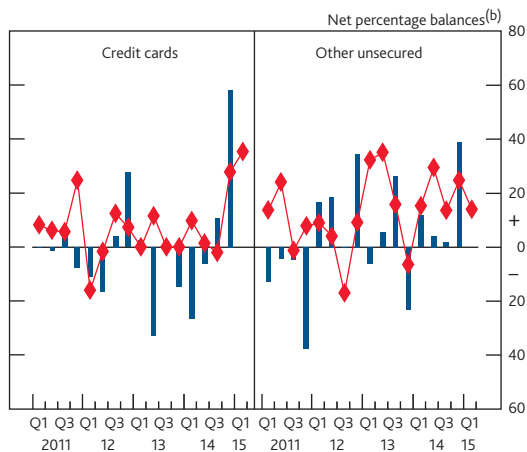 Net percentage balances(b)
Credit cards
Other unsecured
80
60
40
20
+
0
–
20
40
60
Q1 Q3 Q1 Q3 Q1 Q3 Q1 Q3 Q1
2011 12 13 14 15
Q1 Q3 Q1 Q3 Q1 Q3 Q1 Q3 Q1
2011 12 13 14 15